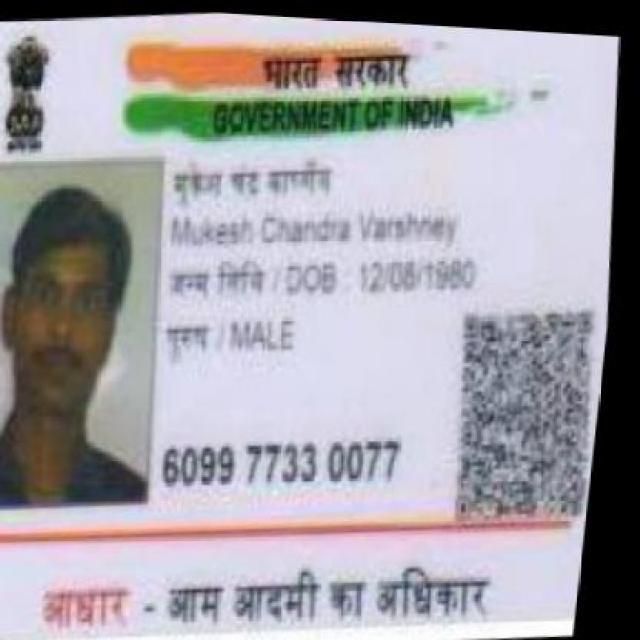 भारत सरकार
GOVERNMENT OF INDIA
मुकेश चंद्र वार्ष्णेय
Mukesh Chandra Varshney
जन्म तिथि / DOB : 12/08/1980
पुरुष / MALE
6099 7733 0077
आधार - आम आदमी का अधिकार